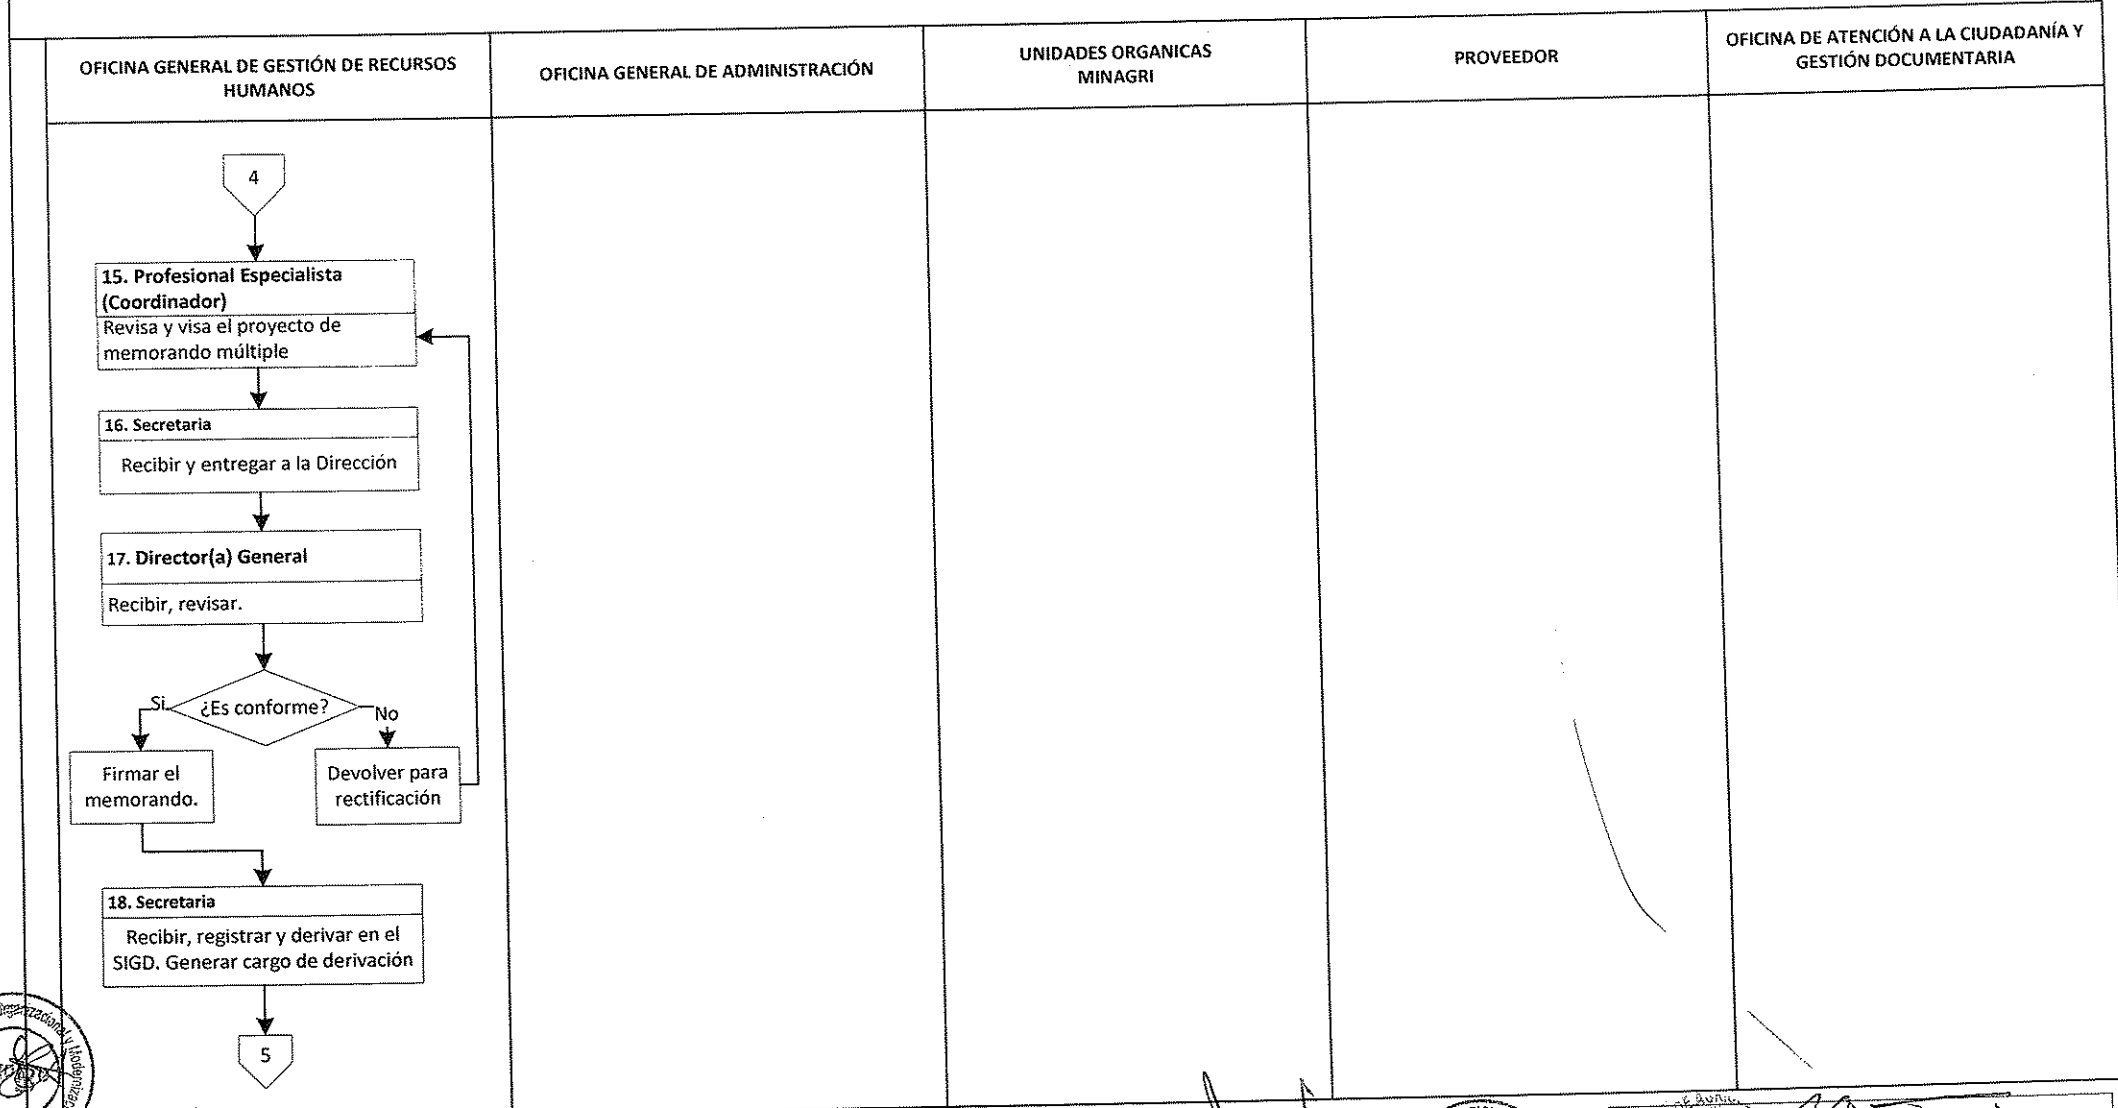 OFICINA GENERAL DE GESTIÓN DE RECURSOS
HUMANOS
OFICINA GENERAL DE ADMINISTRACIÓN
UNIDADES ORGANICAS
MINAGRI
PROVEEDOR
OFICINA DE ATENCIÓN A LA CIUDADANÍA Y
GESTIÓN DOCUMENTARIA
4
15. Profesional Especialista
(Coordinador)
Revisa y visa el proyecto de
memorando múltiple
16. Secretaria
Recibir y entregar a la Dirección
17. Director(a) General
Recibir, revisar.
¿Es conforme?
Si
No
Firmar el
memorando.
Devolver para
rectificación
18. Secretaria
Recibir, registrar y derivar en el
SIGD. Generar cargo de derivación
5